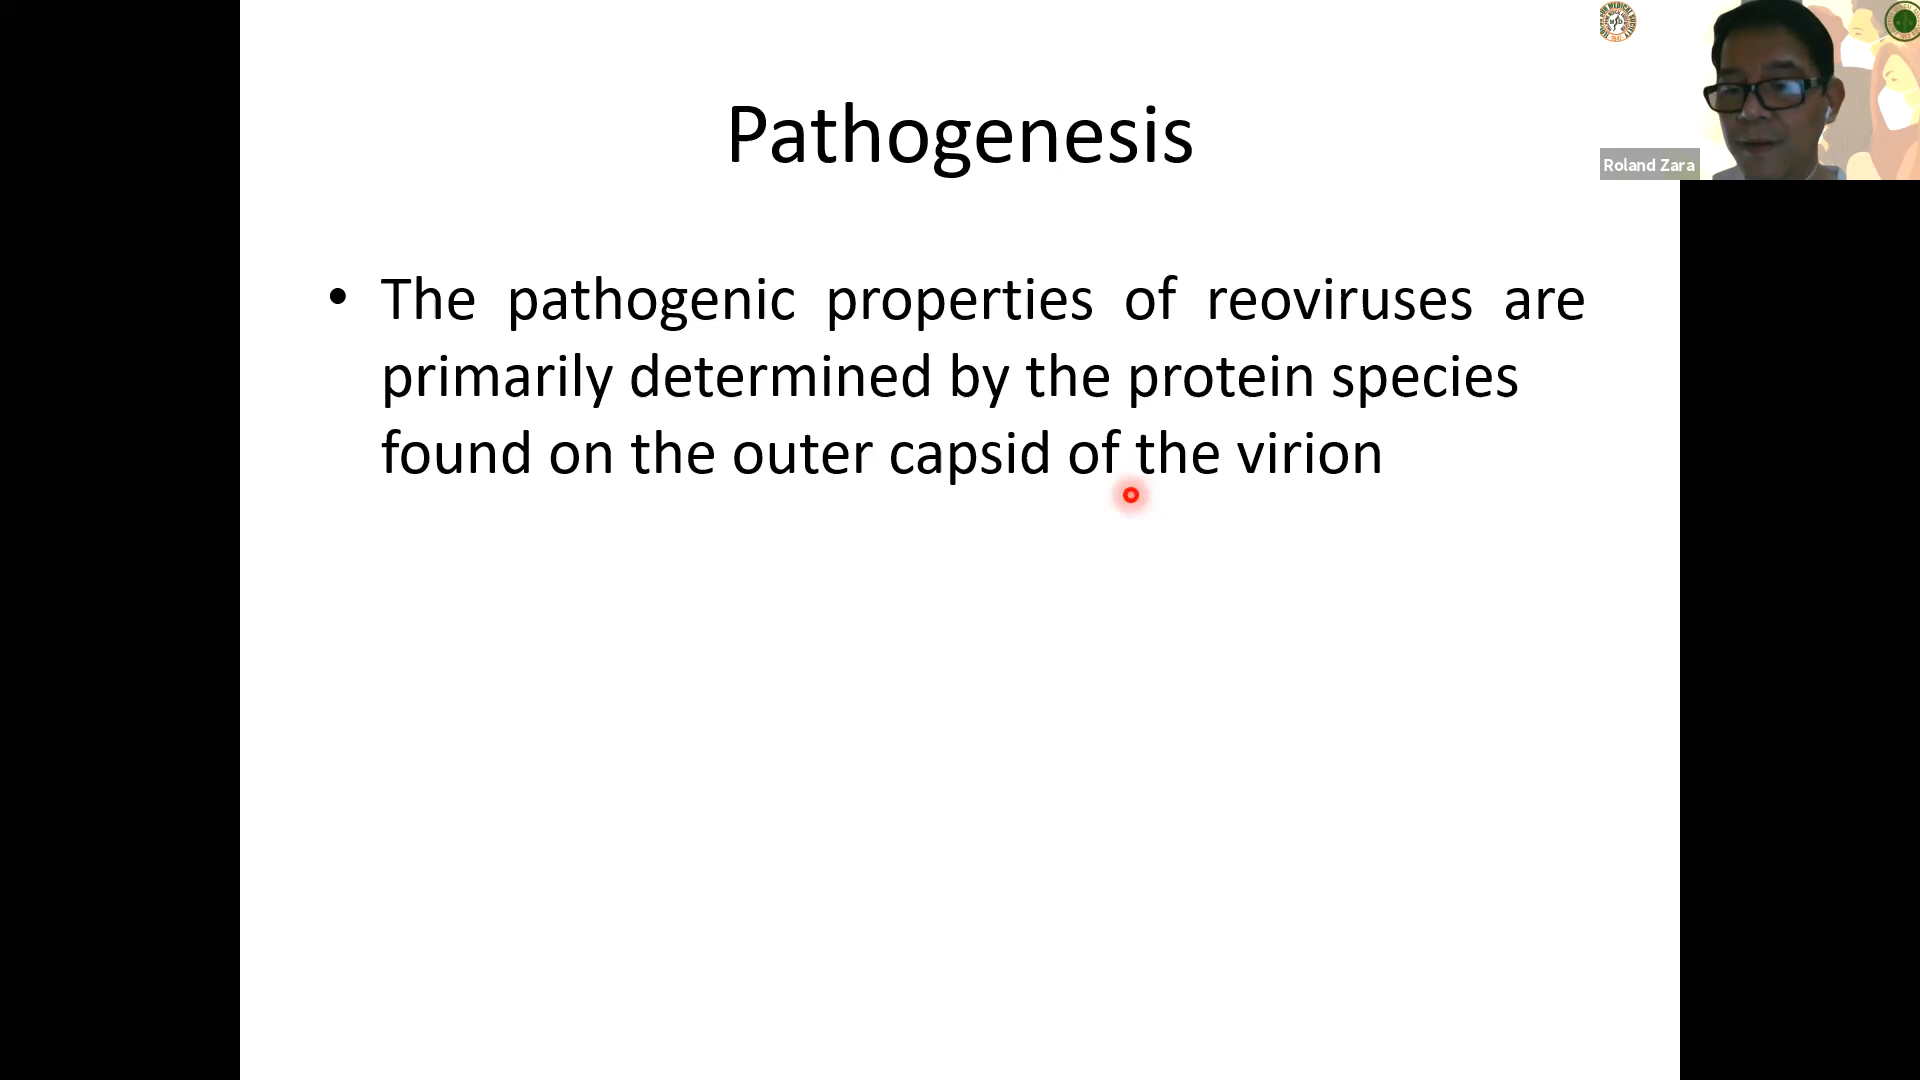 Pathogenesis
• The pathogenic properties of reoviruses are
primarily determined by the protein species
found on the outer capsid of the virion
Roland Zara